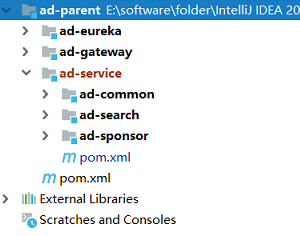 ad-parent E:\software\folder\IntelliJ IDEA 20
ad-eureka
ad-gateway
ad-service
ad-common
ad-search
ad-sponsor
m pom.xml
m pom.xml
External Libraries
Scratches and Consoles